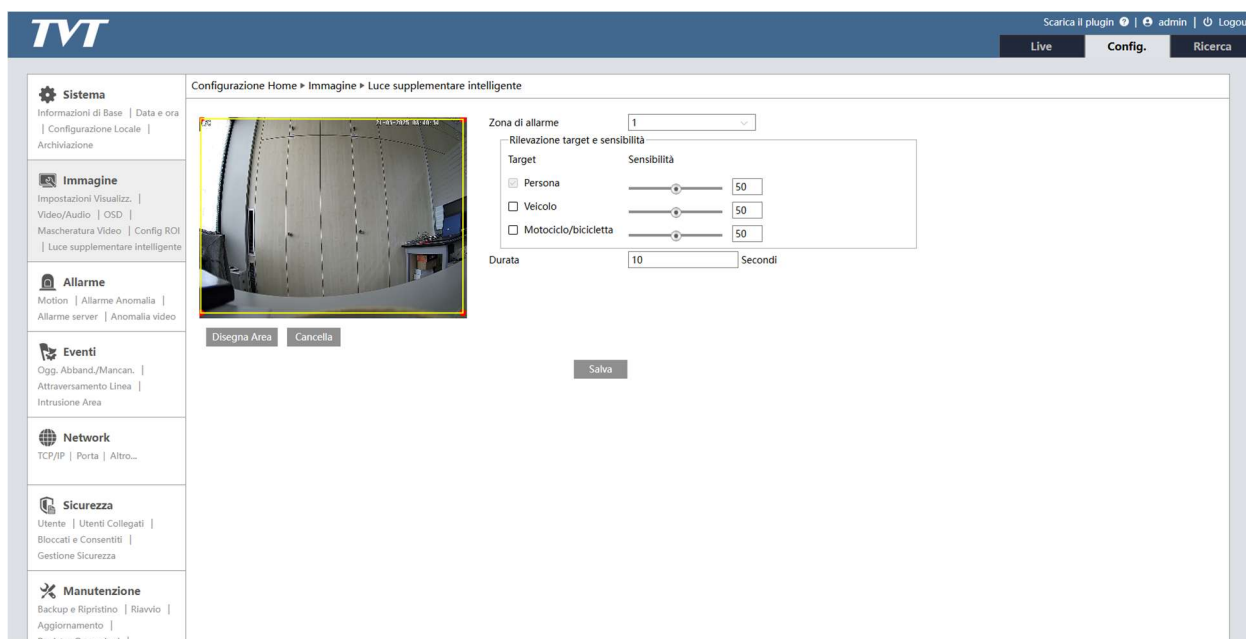 TVT
Scarica il plugin ? | admin | Logou
Live Config. Ricerca
Sistema
Informazioni di Base | Data e ora
| Configurazione Locale |
Archiviazione
Immagine
Impostazioni Visualizz. |
Video/Audio | OSD |
Mascheratura Video | Config ROI
| Luce supplementare intelligente
Allarme
Motion | Allarme Anomalia |
Allarme server | Anomalia video
Eventi
Ogg. Abband./Mancan. |
Attraversamento Linea |
Intrusione Area
Network
TCP/IP | Porta | Altro...
Sicurezza
Utente | Utenti Collegati |
Bloccati e Consentiti |
Gestione Sicurezza
Manutenzione
Backup e Ripristino | Riavvio |
Aggiornamento |
Configurazione Home ▸ Immagine ▸ Luce supplementare intelligente
Disegna Area Cancella
Zona di allarme 1
Rilevazione target e sensibilità
Target Sensibilità
Persona 50
Veicolo 50
Motociclo/bicicletta 50
Durata 10 Secondi
Salva